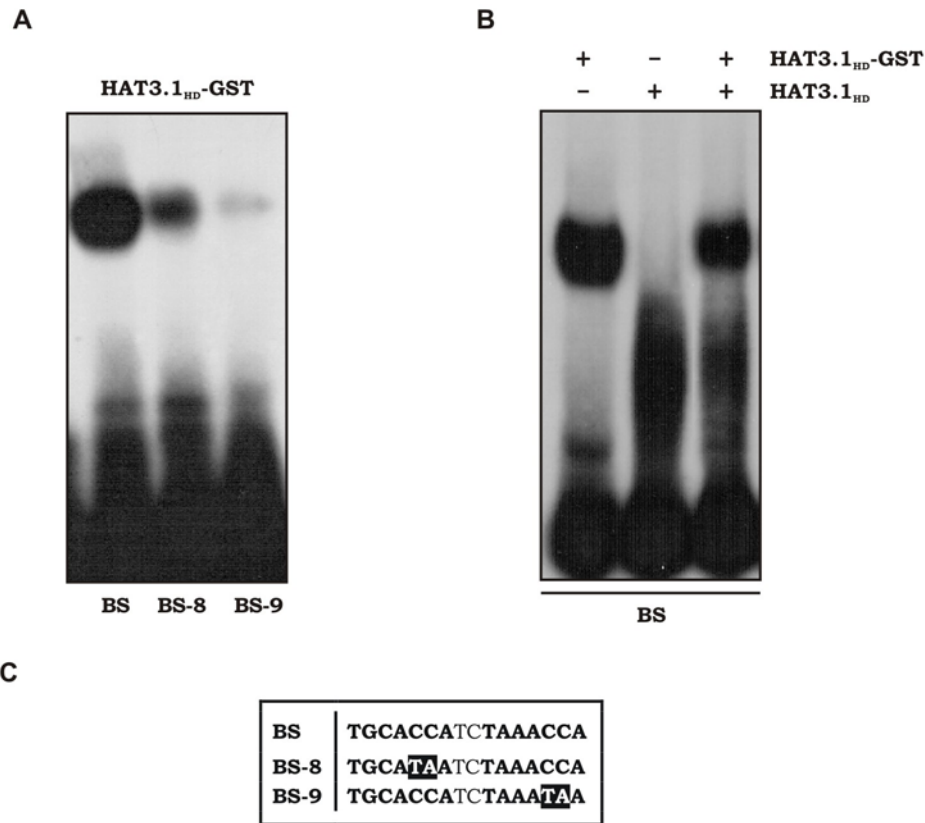 A
HAT3.1HD-GST
BS BS-8 BS-9
B
+ – + HAT3.1HD-GST
– + + HAT3.1HD
BS
C
BS TGCACCATCTAAACCA
BS-8 TGCATAATCTAAACCA
BS-9 TGCACCATCTAAATAA